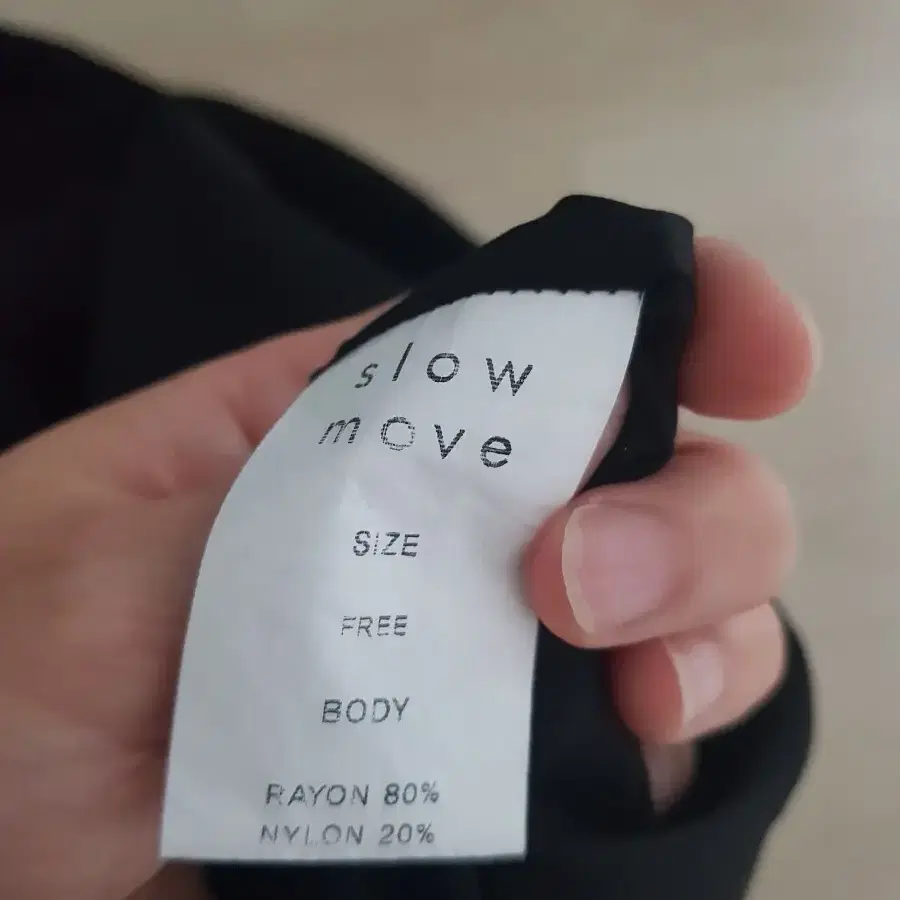 slow
move
SIZE
FREE
BODY
RAYON 80%
NYLON 20%